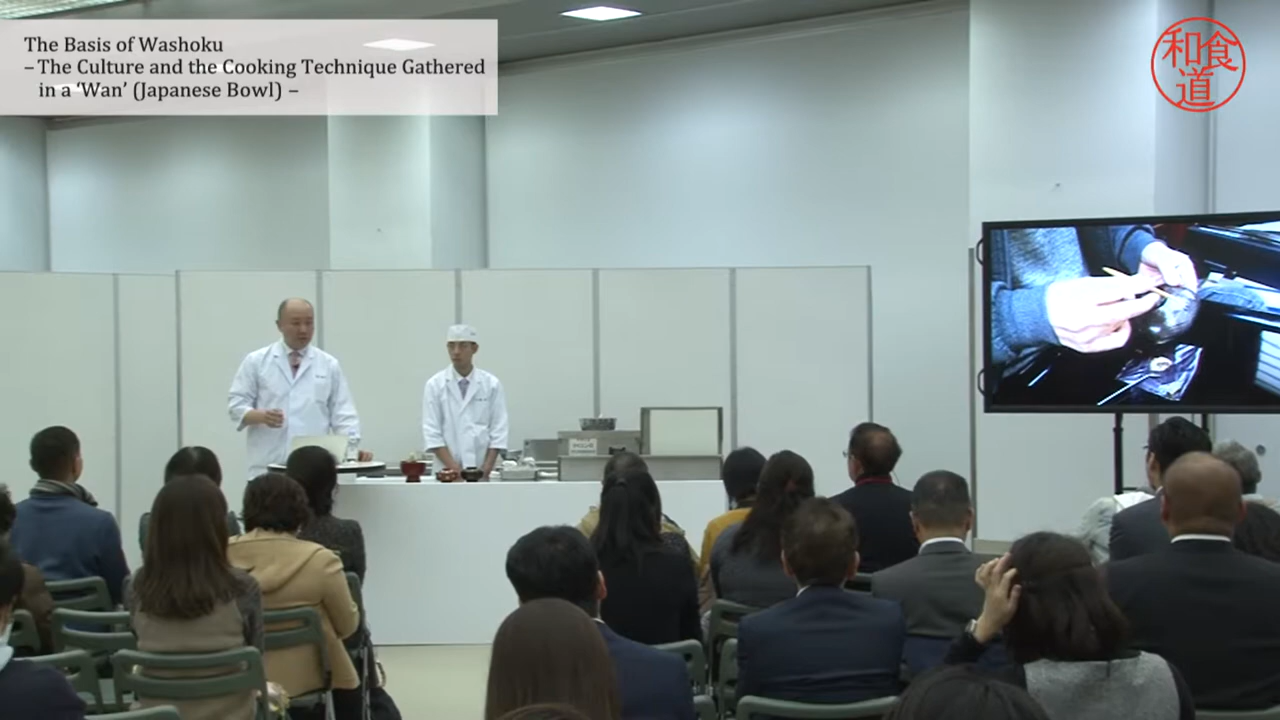 The Basis of Washoku
– The Culture and the Cooking Technique Gathered
in a ‘Wan’ (Japanese Bowl) –
和食
道